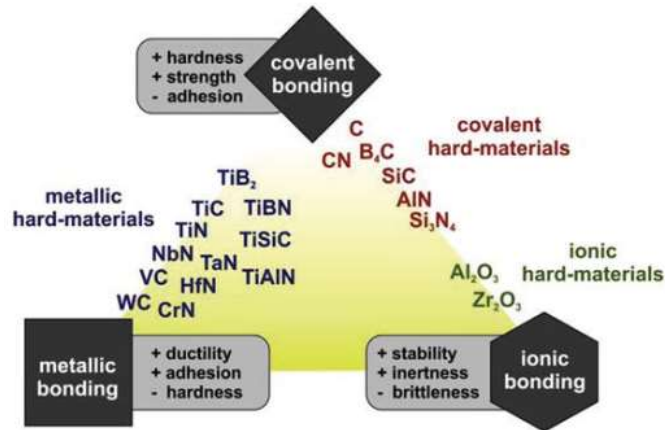 + hardness
+ strength
- adhesion
covalent
bonding
C
CN
B₄C
SiC
AlN
Si₃N₄
covalent
hard-materials
metallic
hard-materials
TiB₂
TiC
TiBN
TiN
TiSiC
NbN
TaN
VC
HfN
TiAlN
WC
CrN
ionic
hard-materials
Al₂O₃
Zr₂O₃
metallic
bonding
+ ductility
+ adhesion
- hardness
+ stability
+ inertness
- brittleness
ionic
bonding